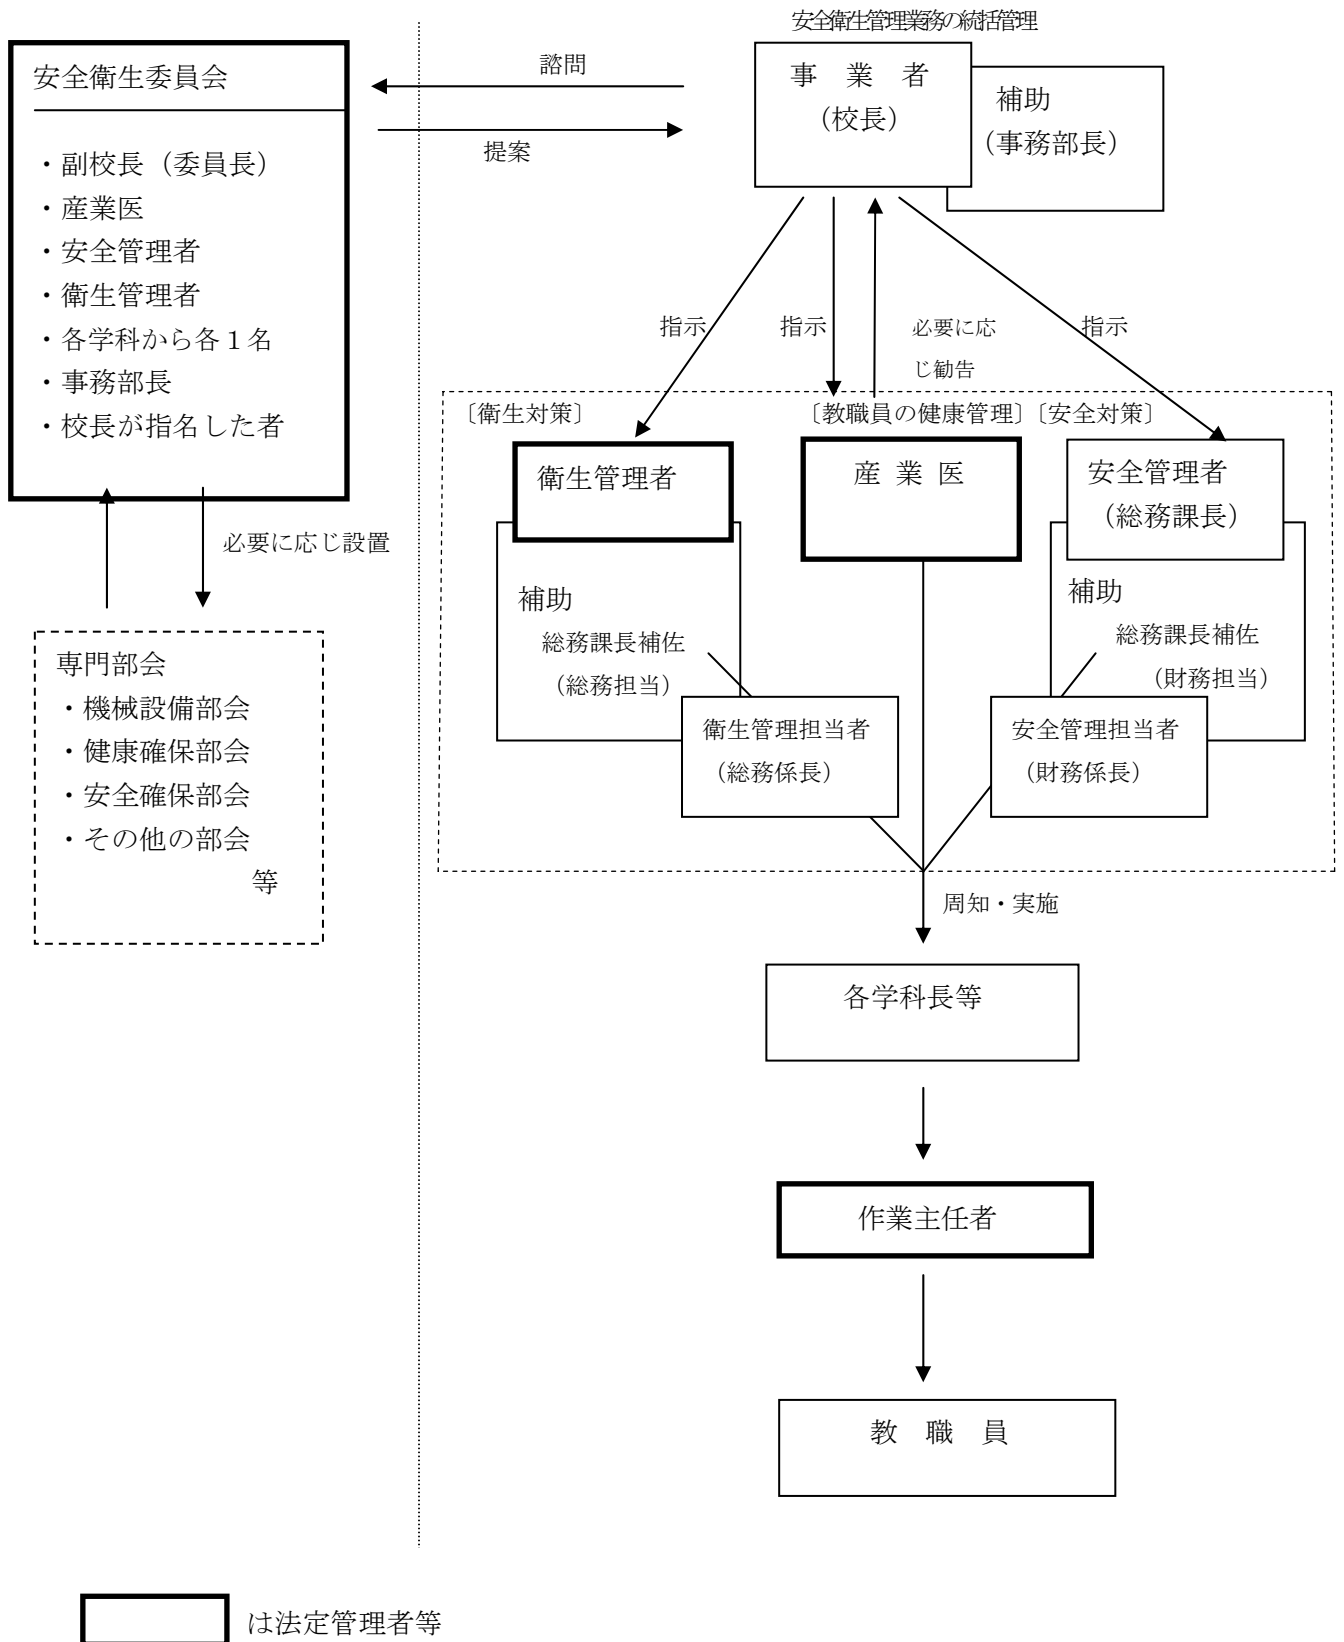 安全衛生管理業務の統括管理
安全衛生委員会
・副校長（委員長）
・産業医
・安全管理者
・衛生管理者
・各学科から各１名
・事務部長
・校長が指名した者
諮問
提案
事　業　者
（校長）
補助
（事務部長）
指示
指示
必要に応
じ勧告
指示
必要に応じ設置
専門部会
・機械設備部会
・健康確保部会
・安全確保部会
・その他の部会
等
〔衛生対策〕
〔教職員の健康管理〕
〔安全対策〕
衛生管理者
補助
総務課長補佐
（総務担当）
衛生管理担当者
（総務係長）
産 業 医
安全管理者
（総務課長）
補助
総務課長補佐
（財務担当）
安全管理担当者
（財務係長）
周知・実施
各学科長等
作業主任者
教　職　員
は法定管理者等